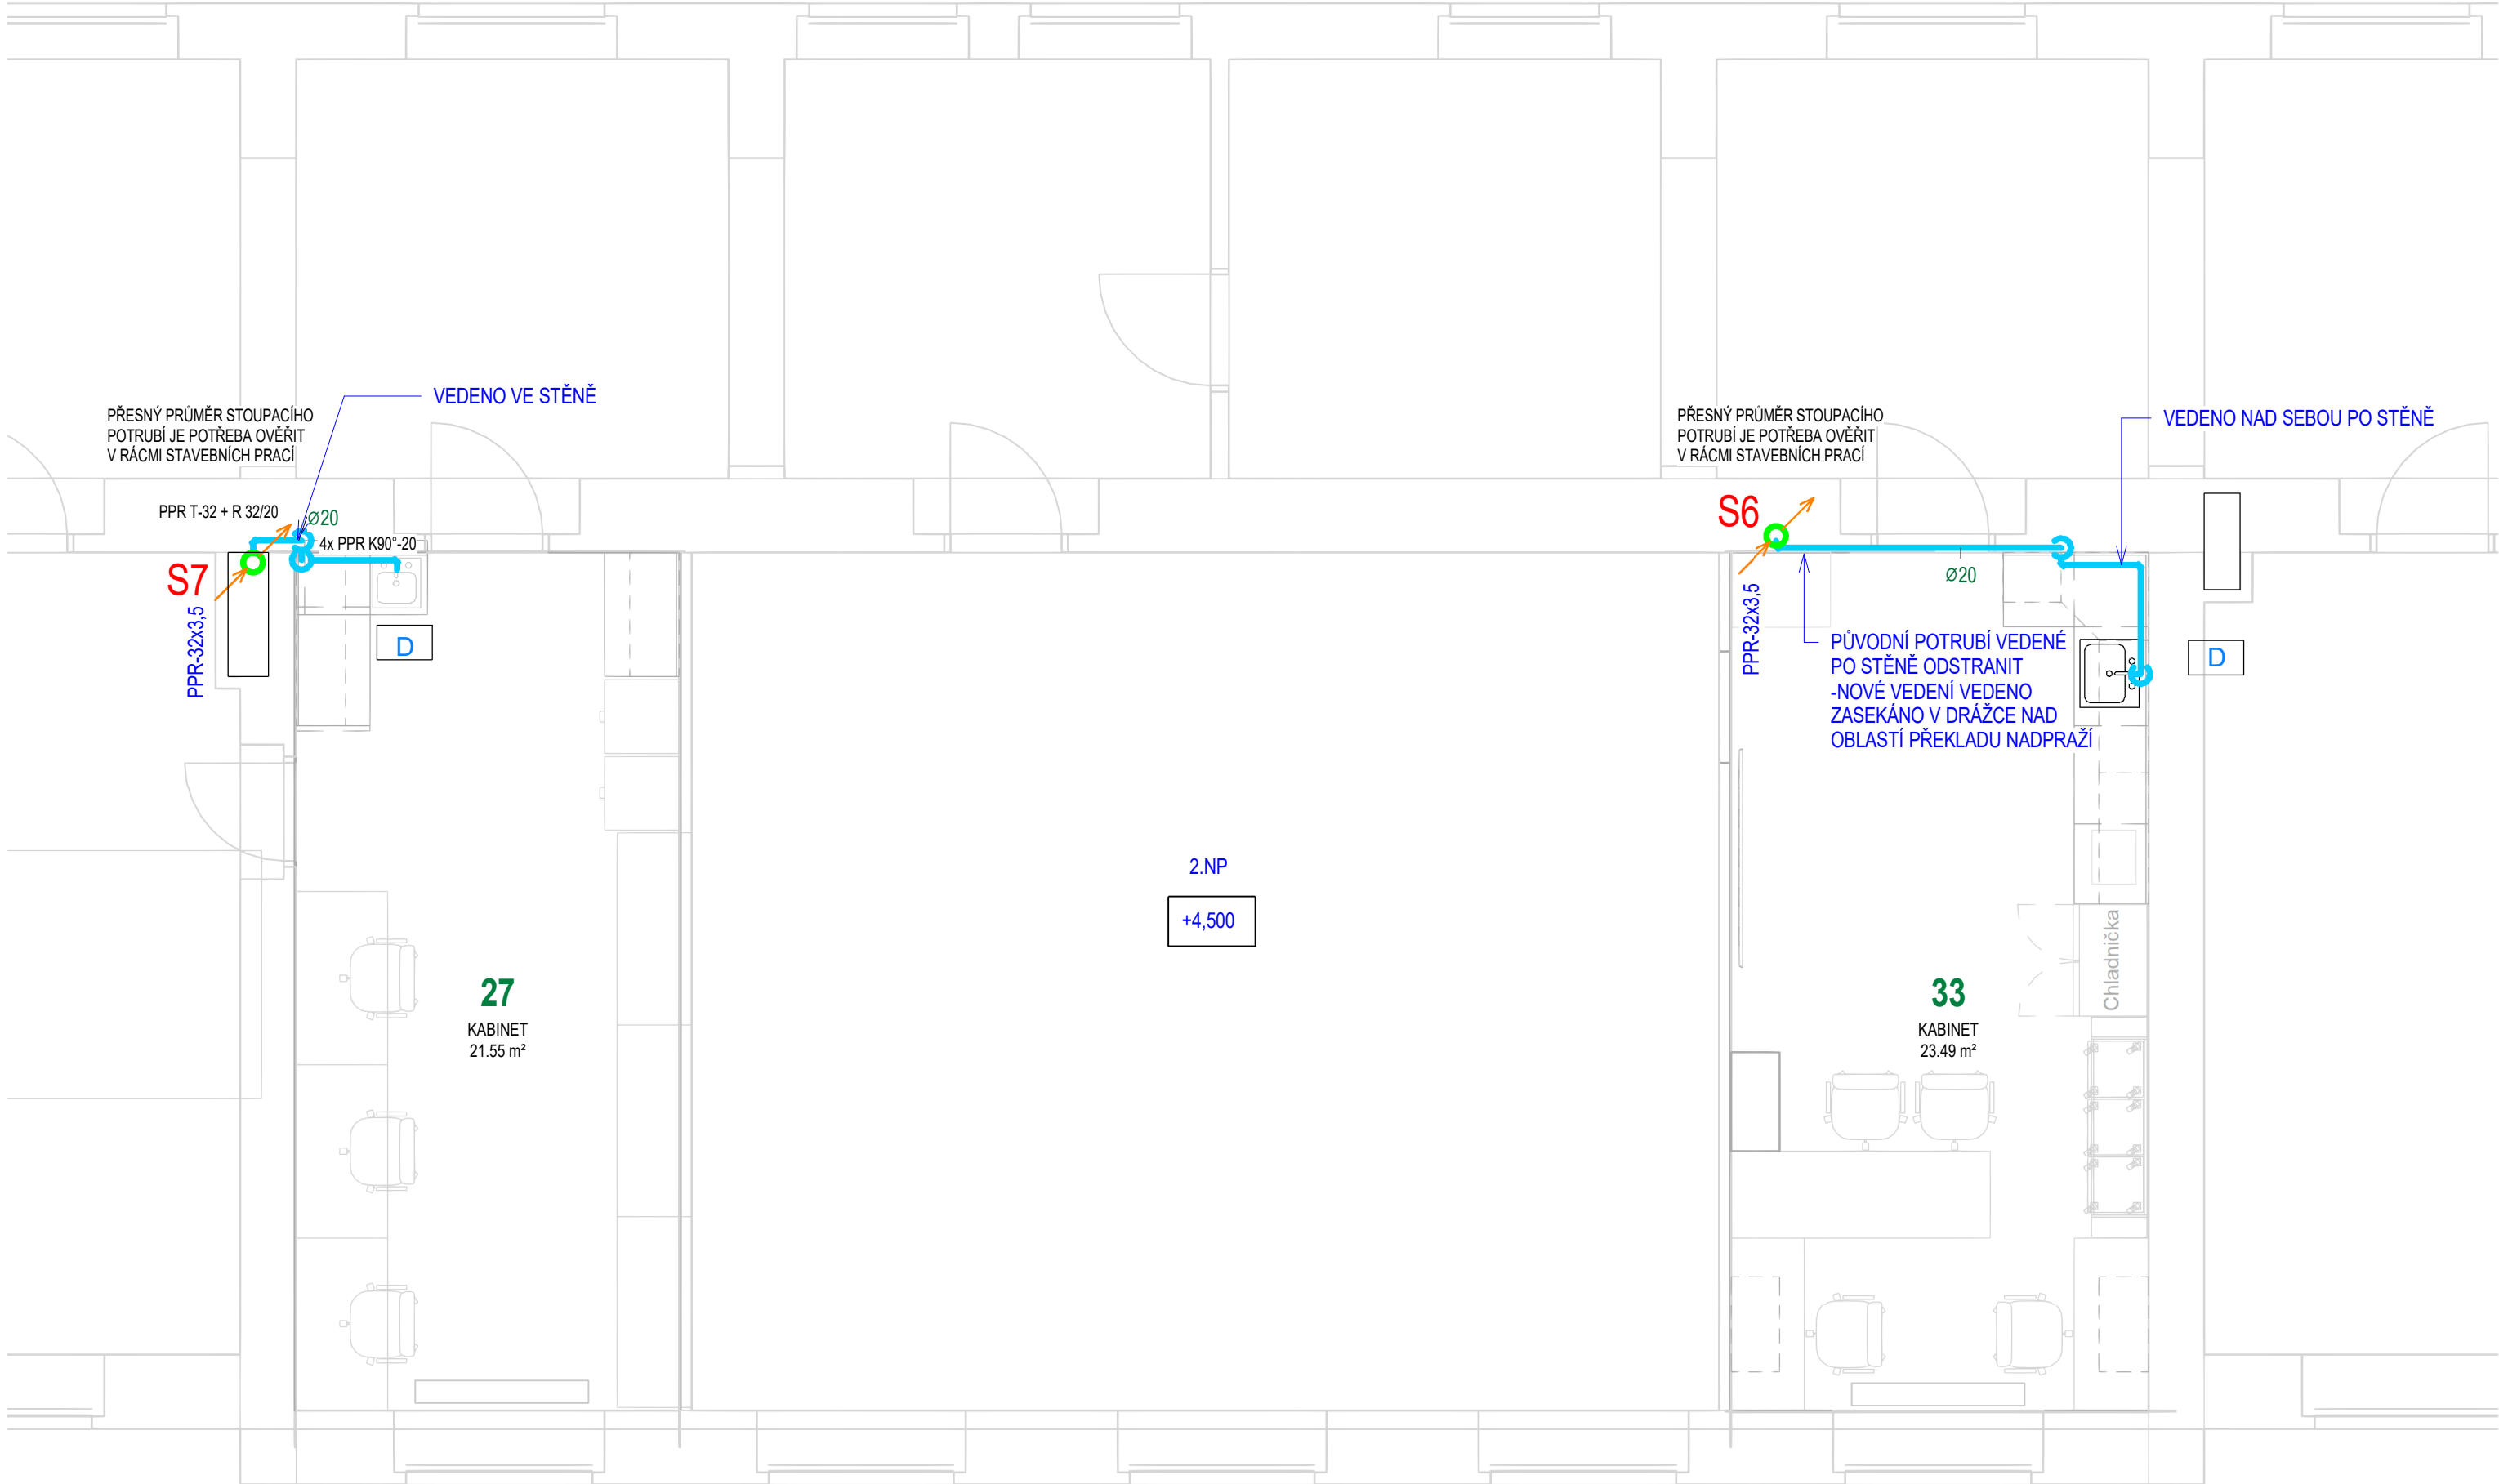 VEDENO VE STĚNĚ
PŘESNÝ PRŮMĚR STOUPACÍHO
POTRUBÍ JE POTŘEBA OVĚŘIT
V RÁCMI STAVEBNÍCH PRACÍ
PPR T-32 + R 32/20
⌀20
4x PPR K90°-20
S7
PPR-32x3,5
D
27
KABINET
21.55 m²
2.NP
+4,500
PŘESNÝ PRŮMĚR STOUPACÍHO
POTRUBÍ JE POTŘEBA OVĚŘIT
V RÁCMI STAVEBNÍCH PRACÍ
VEDENO NAD SEBOU PO STĚNĚ
S6
⌀20
PPR-32x3,5
PŮVODNÍ POTRUBÍ VEDENÉ
PO STĚNĚ ODSTRANIT
-NOVÉ VEDENÍ VEDENO
ZASEKÁNO V DRÁŽCE NAD
OBLASTÍ PŘEKLADU NADPRAŽÍ
D
Chladnička
33
KABINET
23.49 m²